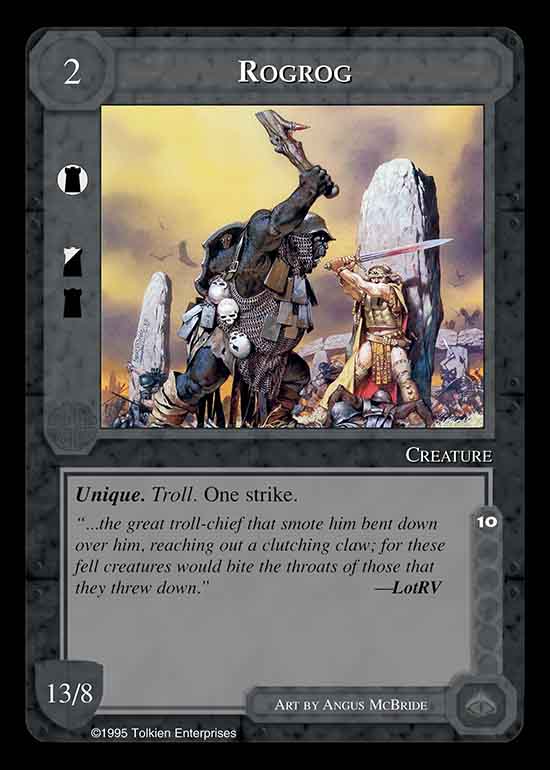 2
Rogrog
Creature
Unique. Troll. One strike.
“...the great troll-chief that smote him bent down
over him, reaching out a clutching claw; for these
fell creatures would bite the throats of those that
they threw down.” —LotRV
10
13/8
Art by Angus McBride
©1995 Tolkien Enterprises